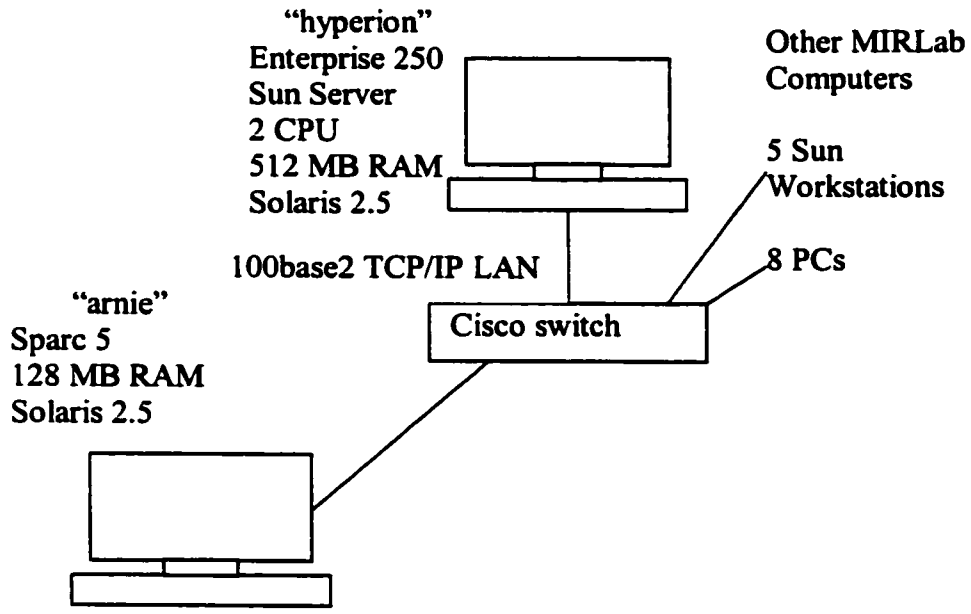 “hyperion”
Enterprise 250
Sun Server
2 CPU
512 MB RAM
Solaris 2.5
Other MIRLab
Computers
5 Sun
Workstations
8 PCs
100base2 TCP/IP LAN
Cisco switch
“arnie”
Sparc 5
128 MB RAM
Solaris 2.5